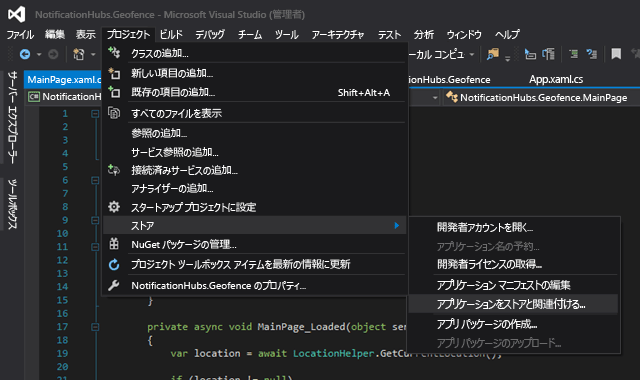 NotificationHubs.Geofence - Microsoft Visual Studio (管理者)
ファイル 編集 表示 プロジェクト ビルド デバッグ チーム ツール アーキテクチャ テスト 分析 ウィンドウ ヘルプ
クラスの追加...
ーカル コンピュ
MainPage.xaml.c
新しい項目の追加...
onHubs.Geofence
App.xaml.cs
NotificationH
既存の項目の追加... Shift+Alt+A
NotificationHubs.Geofence.MainPage
サーバー エクスプローラー
ツールボックス
すべてのファイルを表示
参照の追加...
サービス参照の追加...
接続済みサービスの追加...
アナライザーの追加...
スタートアップ プロジェクトに設定
ストア
NuGet パッケージの管理...
プロジェクト ツールボックス アイテムを最新の情報に更新
NotificationHubs.Geofence のプロパティ...
開発者アカウントを開く...
アプリケーション名の予約...
開発者ライセンスの取得...
アプリケーション マニフェストの編集
アプリケーションをストアと関連付ける...
アプリ パッケージの作成...
アプリ パッケージのアップロード...
1
2
3
4
6
7
8
9
10
11
12
13
14
15
16 }
17 private async void MainPage_Loaded(object sen
18 {
19 var location = await LocationHelper.GetCurrentLocation();
20
21 if (location != null)